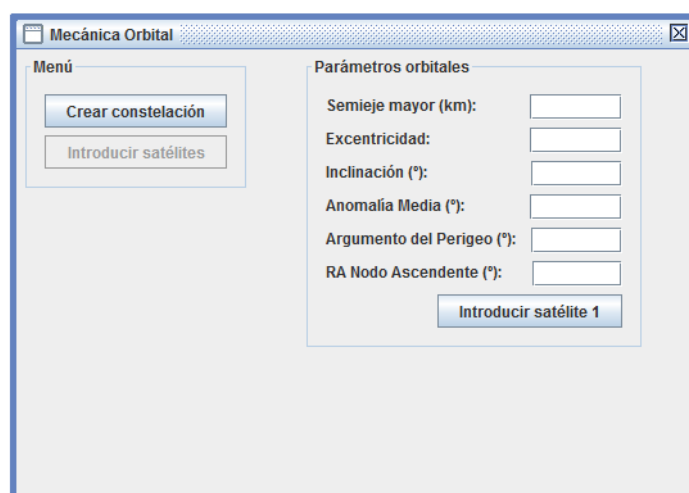 Mecánica Orbital
Menú
Crear constelación
Introducir satélites
Parámetros orbitales
Semieje mayor (km):
Excentricidad:
Inclinación (º):
Anomalía Media (º):
Argumento del Perigeo (º):
RA Nodo Ascendente (º):
Introducir satélite 1